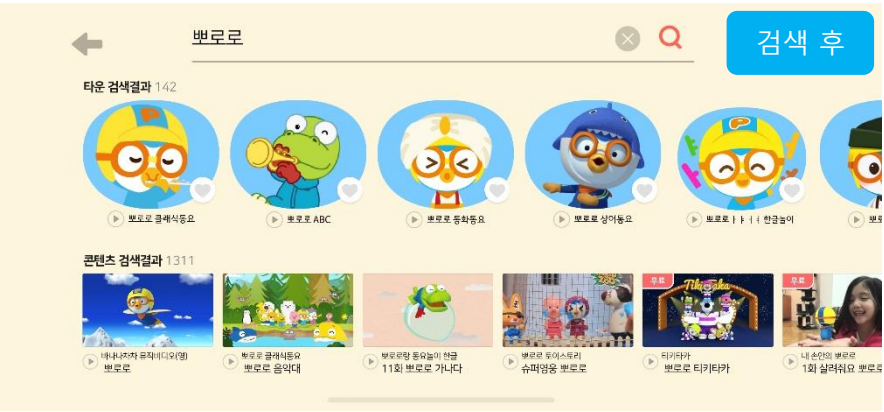 뽀로로
검색 후
타운 검색결과 142
뽀로로 클래식동요
뽀로로 ABC
뽀로로 동화동요
뽀로로 상어동요
뽀로로 ㅏㅑㅓㅕ 한글놀이
콘텐츠 검색결과 1311
무료
무료
Tikitaka
바나나차차 뮤직비디오(영)
뽀로로
뽀로로 클래식동요
뽀로로 음악대
뽀로로랑 동요놀이 한글
11화 뽀로로 가나다
뽀로로 토이스토리
슈퍼영웅 뽀로로
티키타카
뽀로로 티키타카
내 손안의 뽀로로
1화 살려줘요 뽀로로